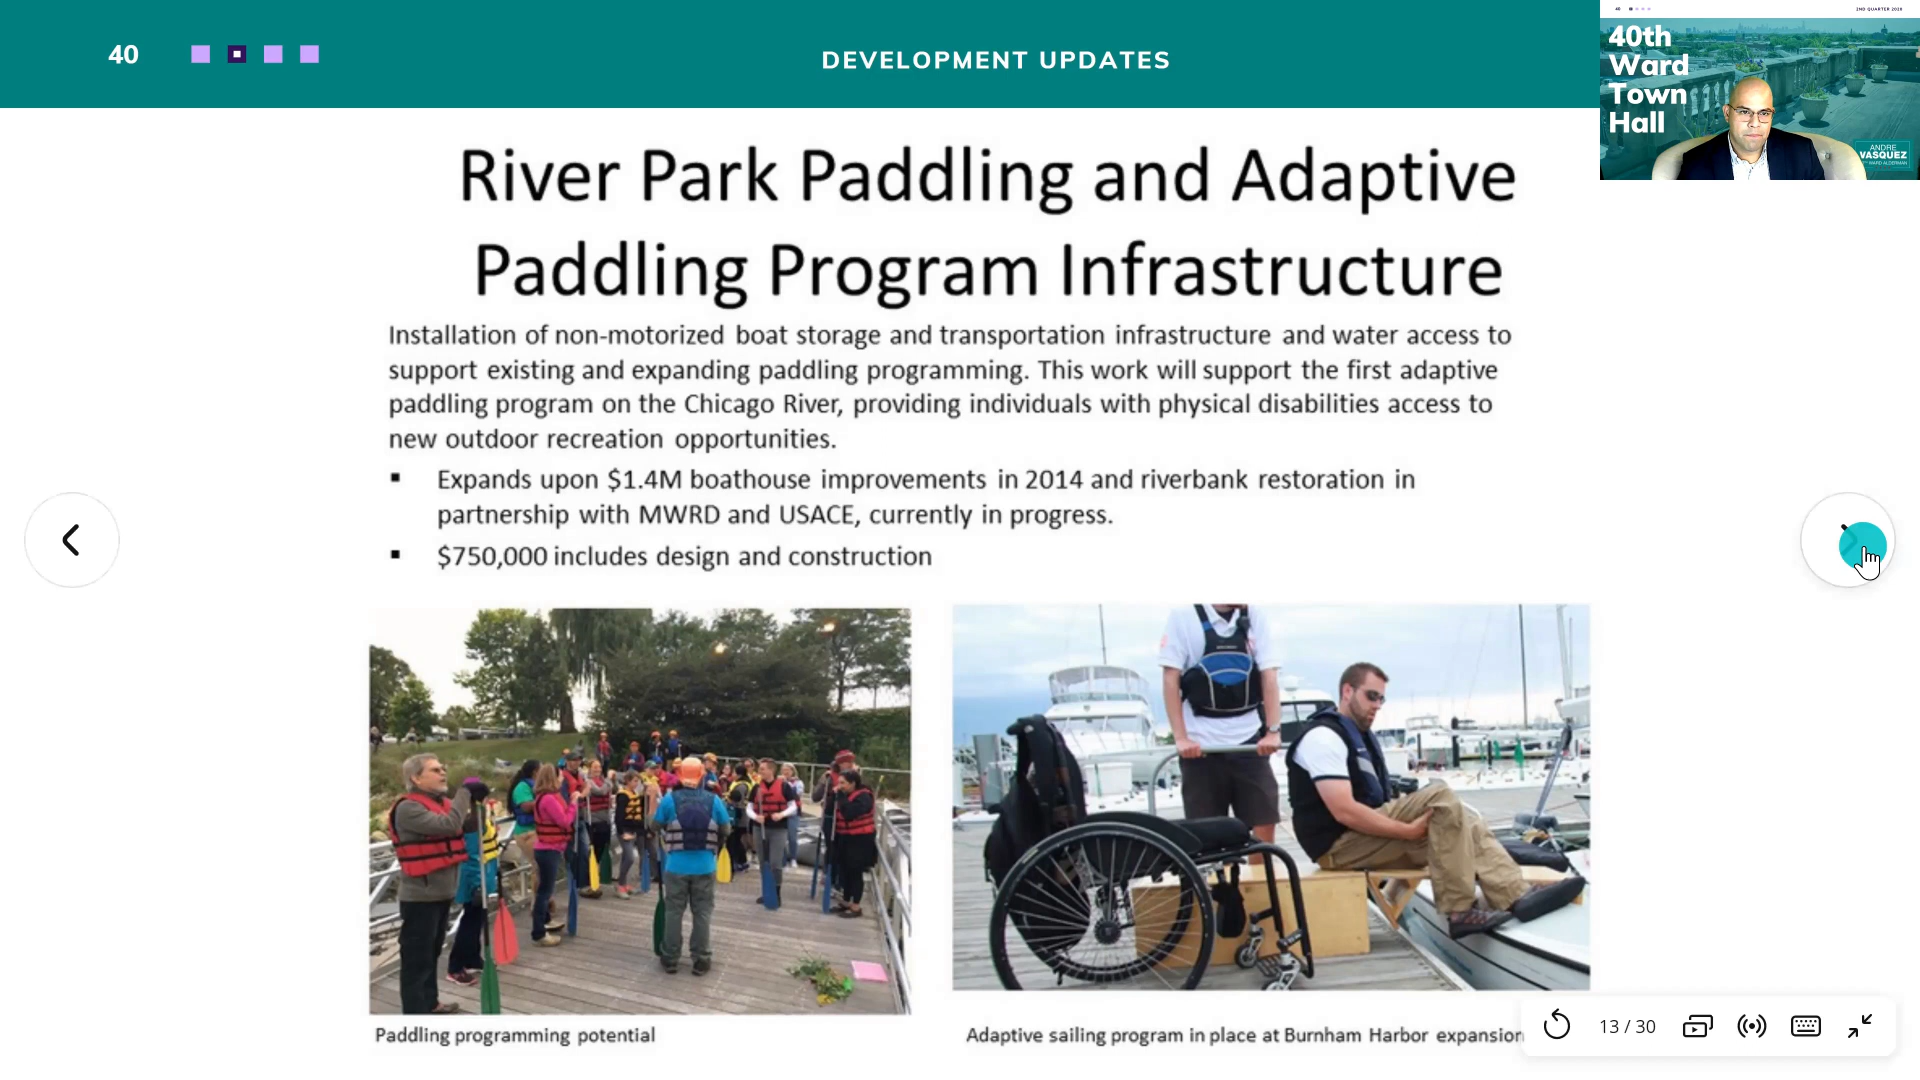 40
DEVELOPMENT UPDATES
2ND QUARTER 2020
40th
Ward
Town
Hall
ANDRE
VASQUEZ
WARD ALDERMAN
River Park Paddling and Adaptive
Paddling Program Infrastructure
Installation of non-motorized boat storage and transportation infrastructure and water access to
support existing and expanding paddling programming. This work will support the first adaptive
paddling program on the Chicago River, providing individuals with physical disabilities access to
new outdoor recreation opportunities.
▪ Expands upon $1.4M boathouse improvements in 2014 and riverbank restoration in
partnership with MWRD and USACE, currently in progress.
▪ $750,000 includes design and construction
Paddling programming potential
Adaptive sailing program in place at Burnham Harbor expansion
13 / 30